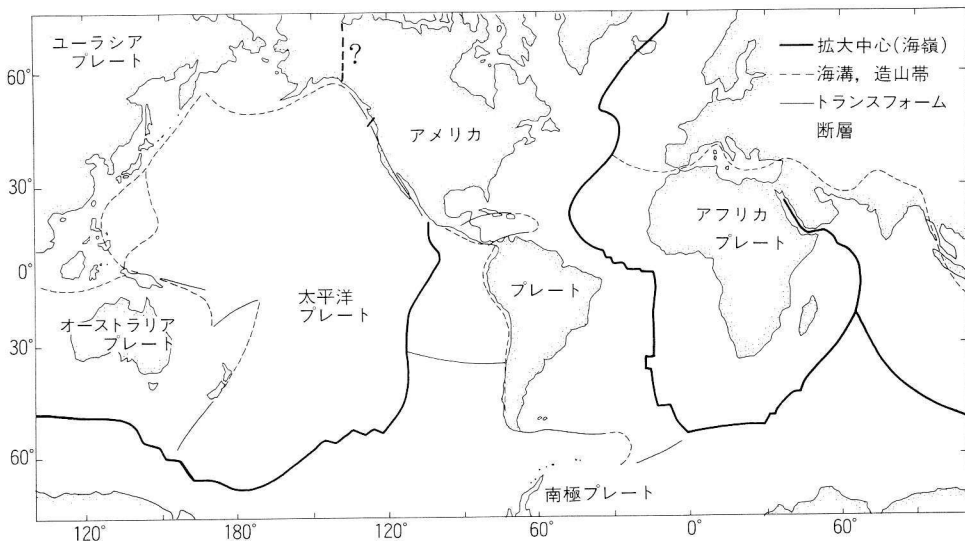 ユーラシア
プレート
?
アメリカ
拡大中心(海嶺)
海溝,造山帯
トランスフォーム
断層
アフリカ
プレート
太平洋
プレート
プレート
オーストラリア
プレート
南極プレート
60°
30°
0°
30°
60°
120°
180°
120°
60°
0°
60°